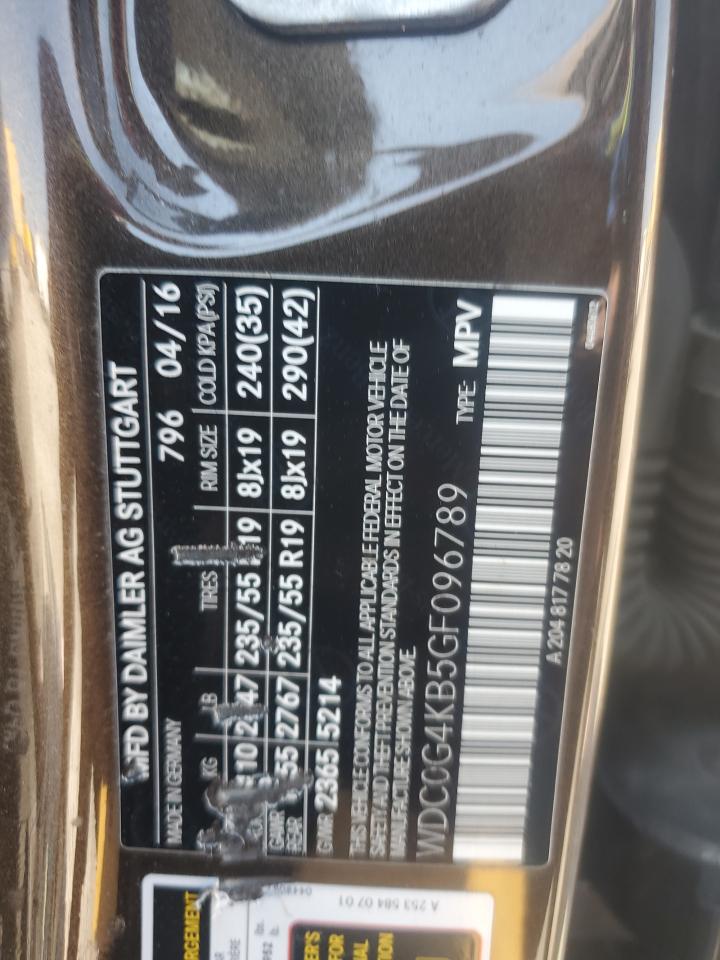 MFD BY DAIMLER AG STUTTGART
MADE IN GERMANY 796 04/16
KG LB TIRES RIM SIZE COLD KPA(PSI)
235/55 8Jx19 240(35)
GAWR REAR 2767 235/55 R19 8Jx19 290(42)
GVWR 2365 5214
THIS VEHICLE CONFORMS TO ALL APPLICABLE FEDERAL MOTOR VEHICLE
SAFETY AND THEFT PREVENTION STANDARDS IN EFFECT ON THE DATE OF
MANUFACTURE SHOWN ABOVE.
WDC0G4KB5GF096789 TYPE: MPV
A 204 817 78 20
A 253 584 07 01